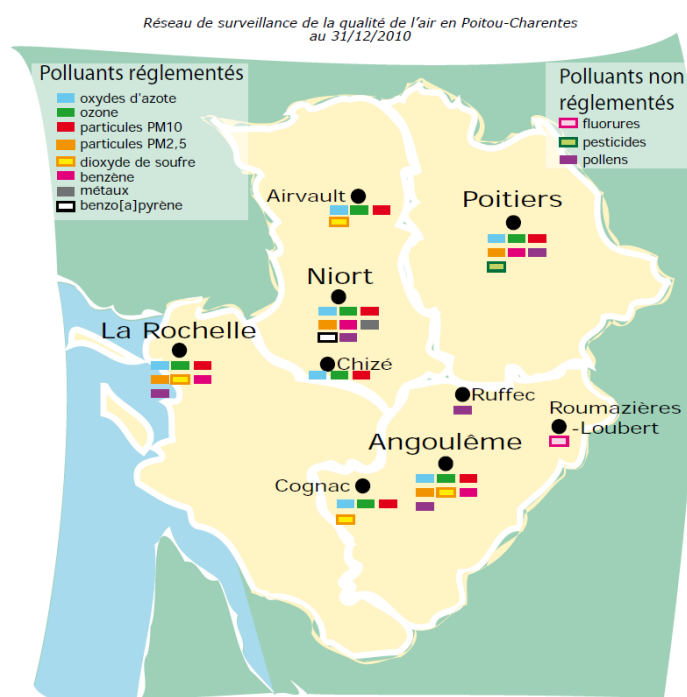 Réseau de surveillance de la qualité de l'air en Poitou-Charentes
au 31/12/2010
Polluants réglementés
oxydes d'azote
ozone
particules PM10
particules PM2,5
dioxyde de soufre
benzène
métaux
benzo[a]pyrène
Polluants non
réglementés
fluorures
pesticides
pollens
Airvault
Poitiers
Niort
La Rochelle
Chizé
Ruffec
Roumazières
-Loubert
Angoulême
Cognac